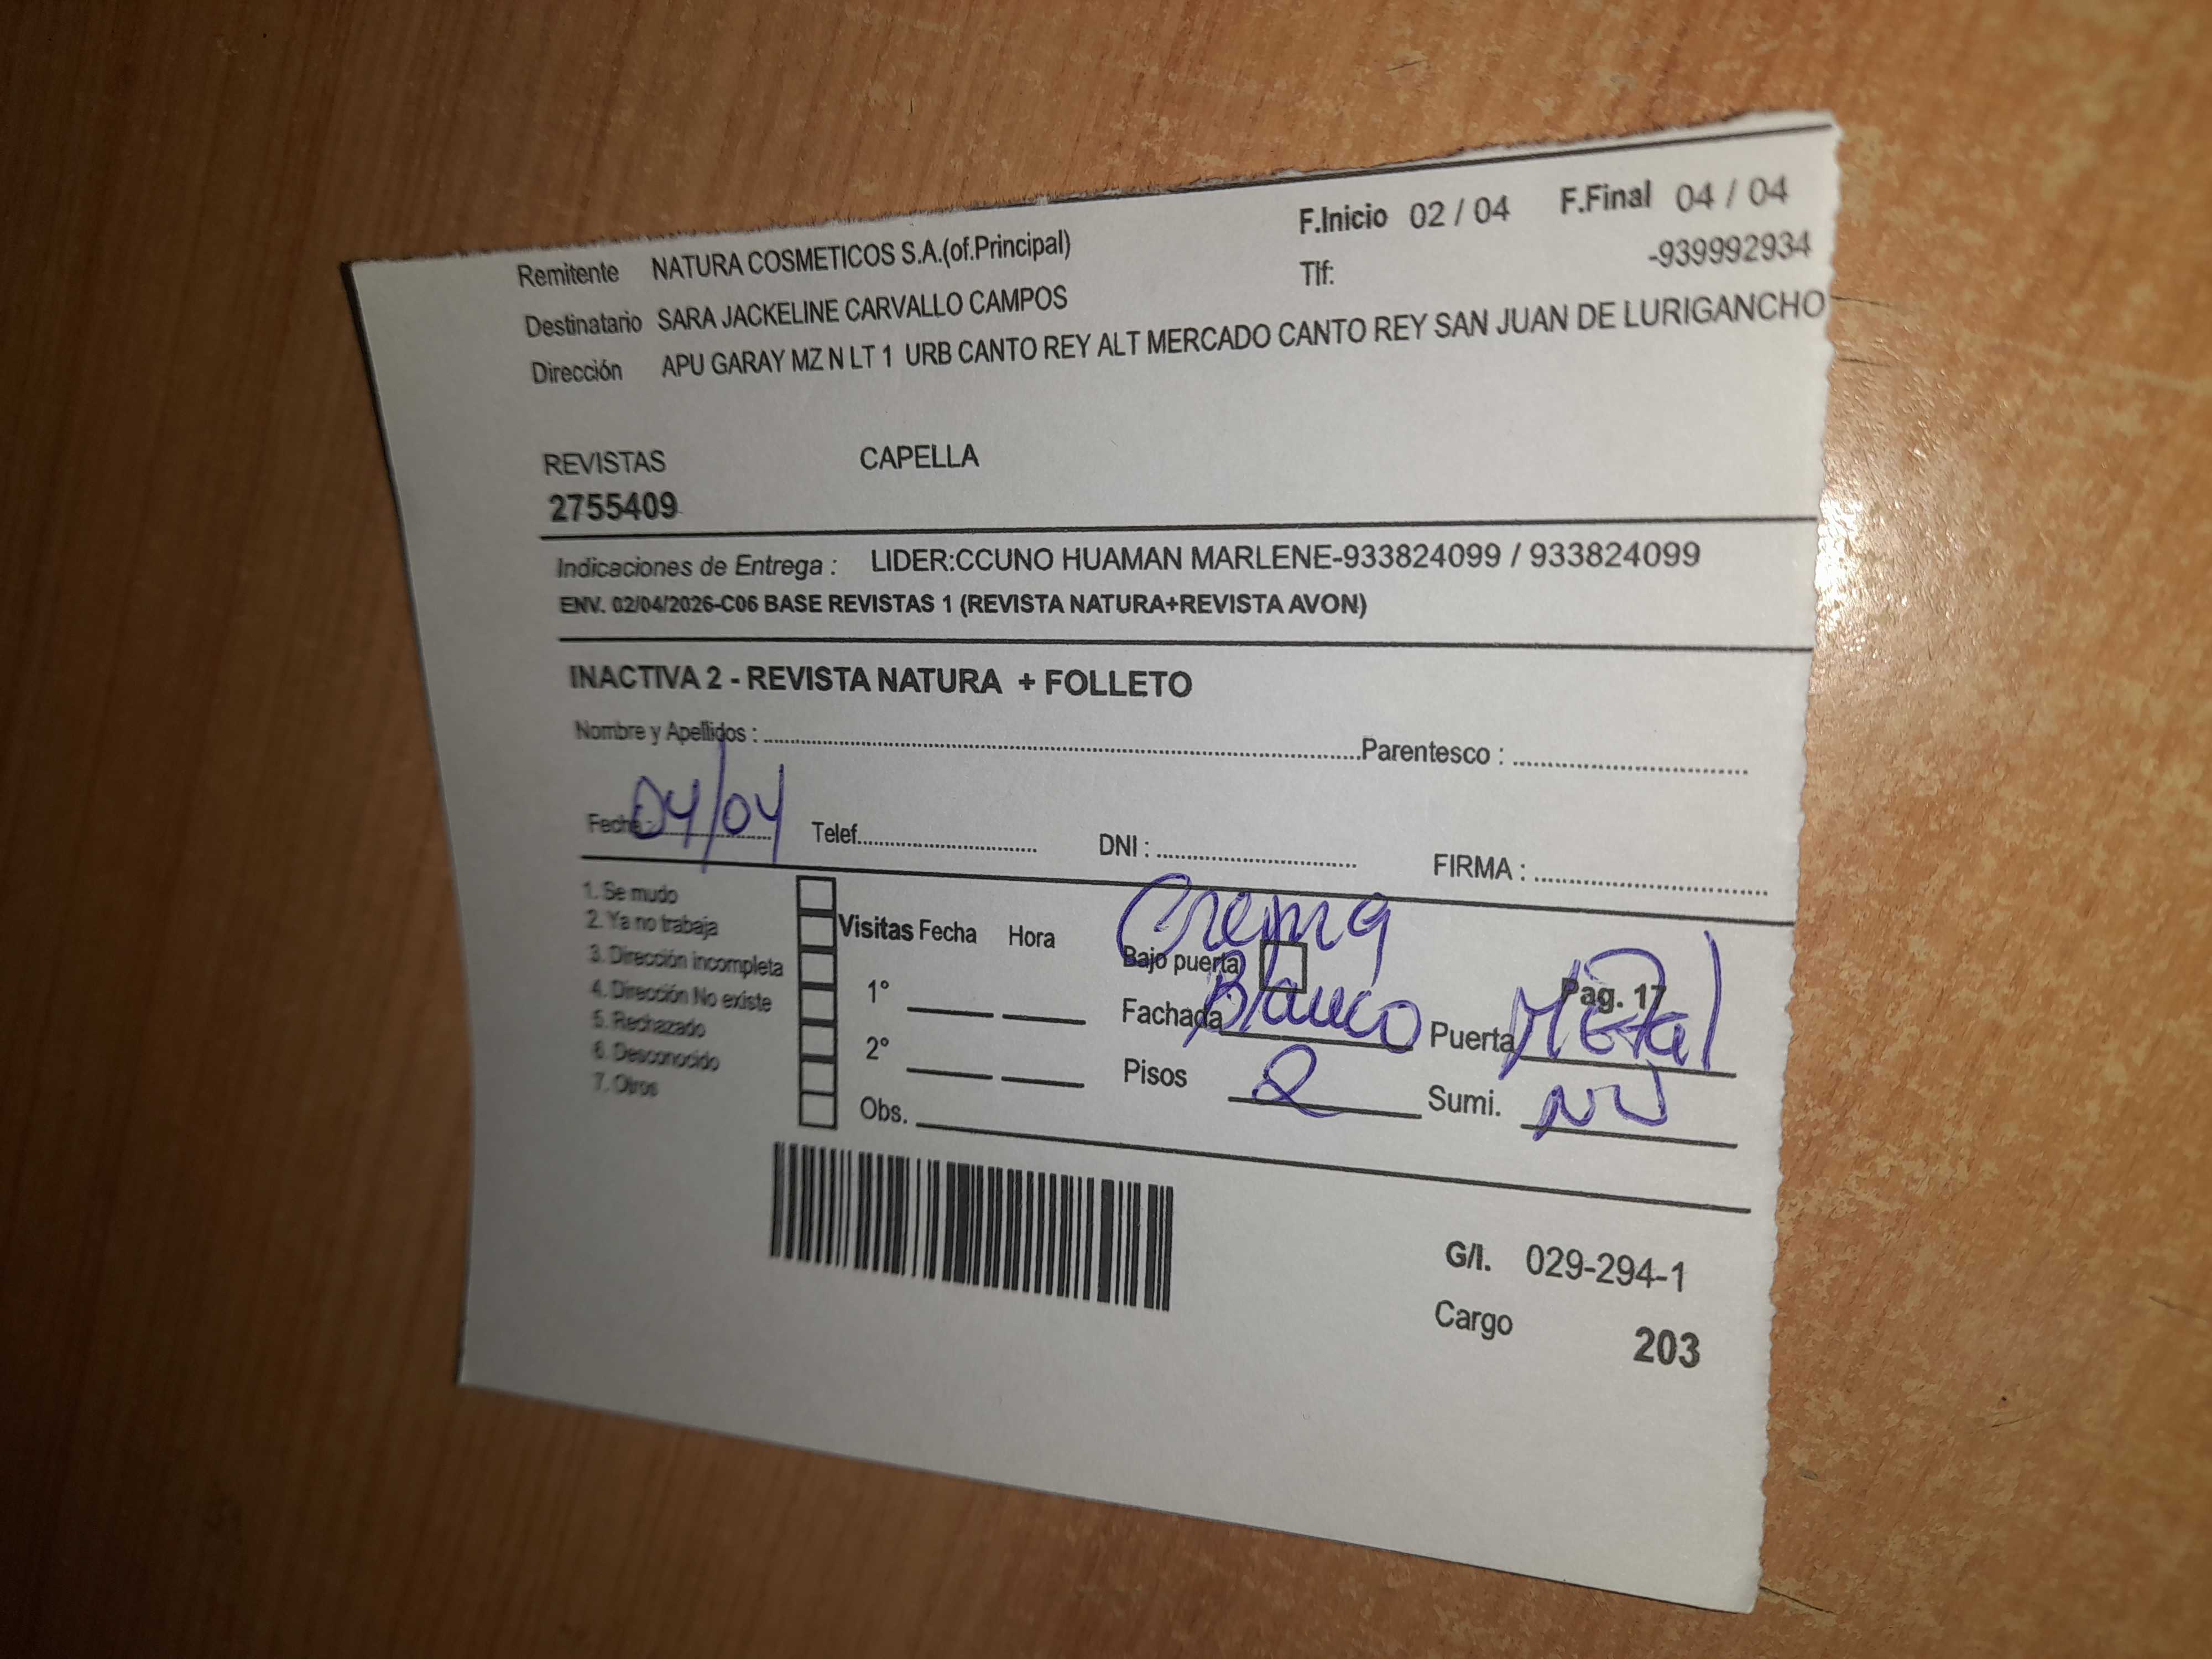 F.Inicio 02 / 04 F.Final 04 / 04
Remitente NATURA COSMETICOS S.A.(of.Principal) Tlf: -939992934
Destinatario SARA JACKELINE CARVALLO CAMPOS
Dirección APU GARAY MZ N LT 1 URB CANTO REY ALT MERCADO CANTO REY SAN JUAN DE LURIGANCHO
REVISTAS CAPELLA
2755409
Indicaciones de Entrega : LIDER:CCUNO HUAMAN MARLENE-933824099 / 933824099
ENV. 02/04/2026-C06 BASE REVISTAS 1 (REVISTA NATURA+REVISTA AVON)
INACTIVA 2 - REVISTA NATURA + FOLLETO
Nombre y Apellidos : Parentesco :
Fecha : 04/04 Telef. DNI : FIRMA :
1. Se mudo
2. Ya no trabaja
3. Dirección incompleta
4. Dirección No existe
5. Rechazado
6. Desconocido
7. Otros
Visitas Fecha Hora
1°
2°
Obs.
Crema
Bajo puerta Pag. 17
Fachada Blanco Puerta Metal
Pisos 2 Sumi.
G/I. 029-294-1
Cargo 203